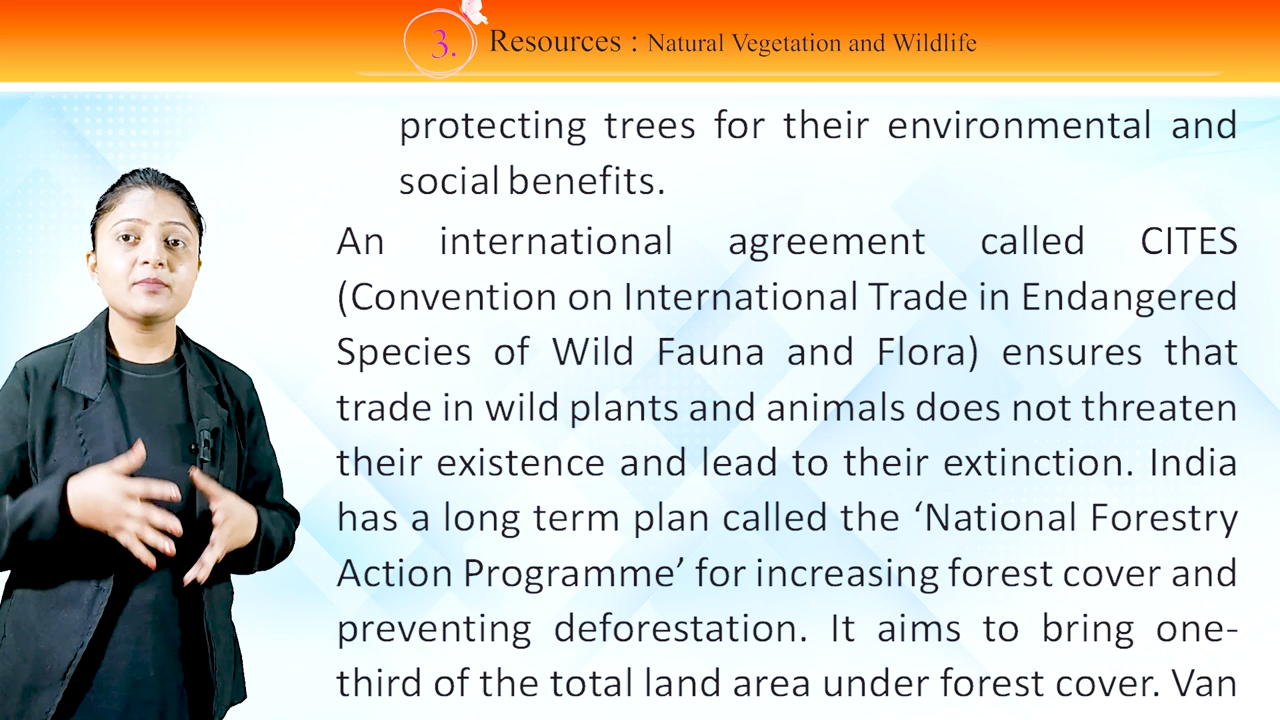 3. Resources : Natural Vegetation and Wildlife
protecting trees for their environmental and
social benefits.
An international agreement called CITES
(Convention on International Trade in Endangered
Species of Wild Fauna and Flora) ensures that
trade in wild plants and animals does not threaten
their existence and lead to their extinction. India
has a long term plan called the ‘National Forestry
Action Programme’ for increasing forest cover and
preventing deforestation. It aims to bring one-
third of the total land area under forest cover. Van